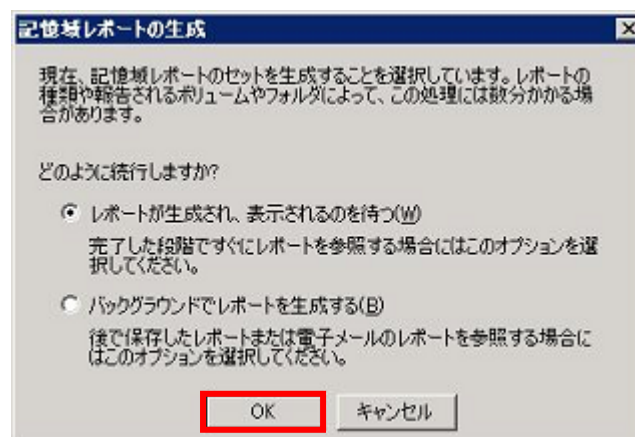 記憶域レポートの生成
現在、記憶域レポートのセットを生成することを選択しています。レポートの
種類や報告されるボリュームやフォルダによって、この処理には数分かかる場
合があります。
どのように続行しますか?
レポートが生成され、表示されるのを待つ(W)
完了した段階ですぐにレポートを参照する場合にはこのオプションを選
択してください。
バックグラウンドでレポートを生成する(B)
後で保存したレポートまたは電子メールのレポートを参照する場合に
はこのオプションを選択してください。
OK キャンセル